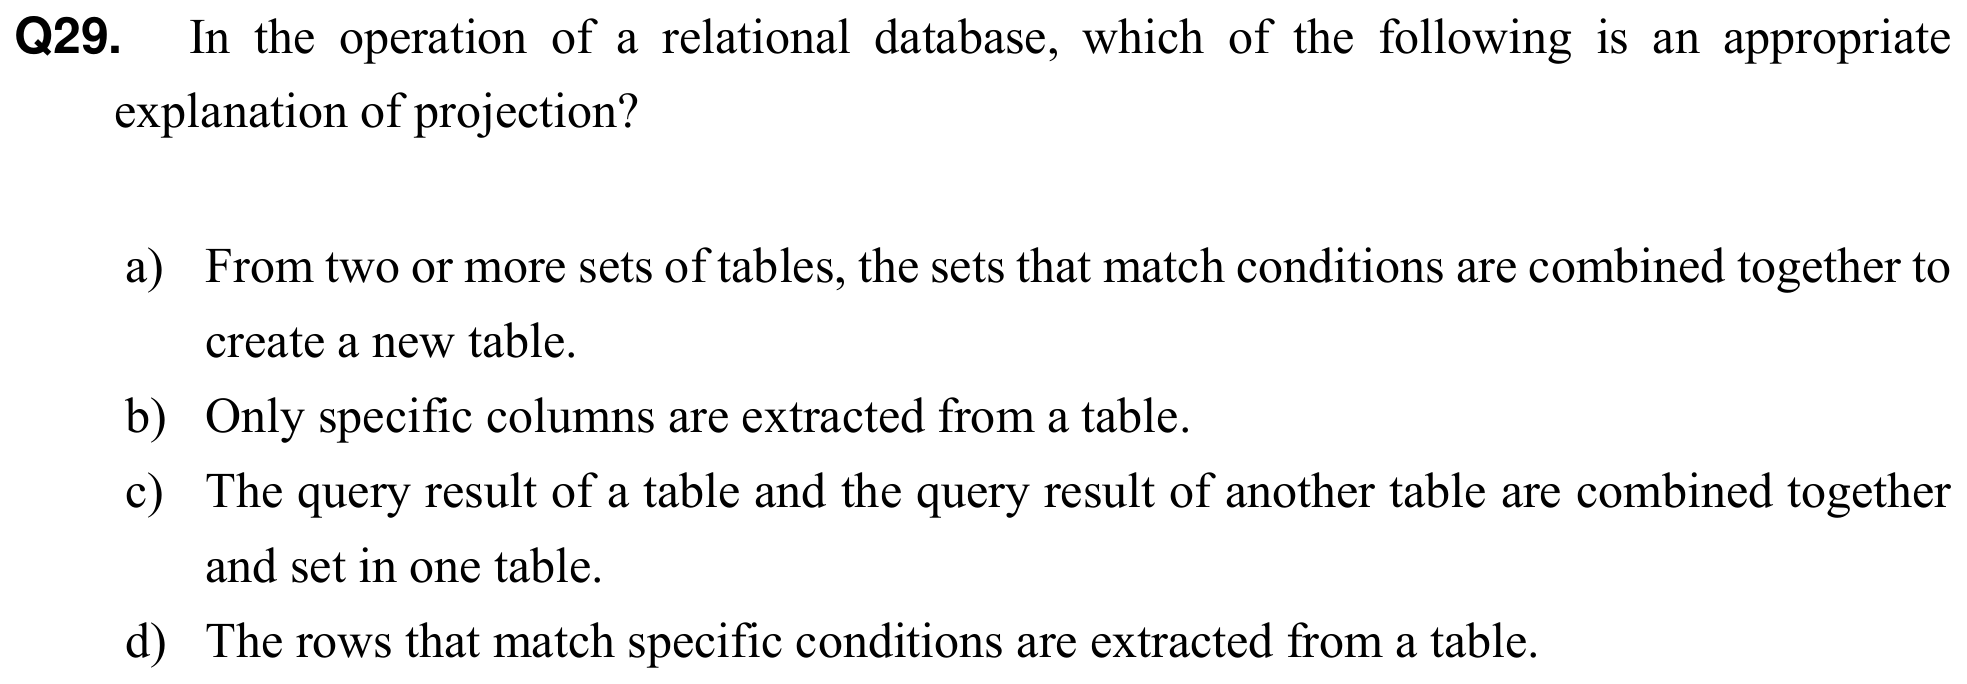 Q29. In the operation of a relational database, which of the following is an appropriate
explanation of projection?
a) From two or more sets of tables, the sets that match conditions are combined together to
create a new table.
b) Only specific columns are extracted from a table.
c) The query result of a table and the query result of another table are combined together
and set in one table.
d) The rows that match specific conditions are extracted from a table.